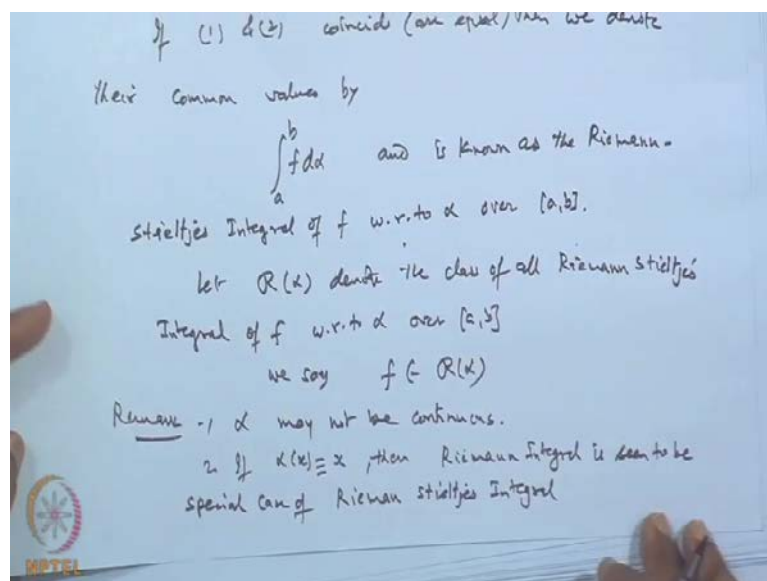 If (1) & (2) coincid (are equal) then we denote
their common values by
∫_a^b f dα and is known as the Riemann-
Stieltjes Integral of f w.r.to α over [a,b].
Let R(α) denote the class of all Riemann Stieltjes
Integral of f w.r.t α over [a,b]
we say f ∈ R(α)
Remark -1 α may not be continuous.
2. If α(x) ≡ x, then Riemann Integral is seen to be
special case of Rieman Stieltjes Integral
NPTEL